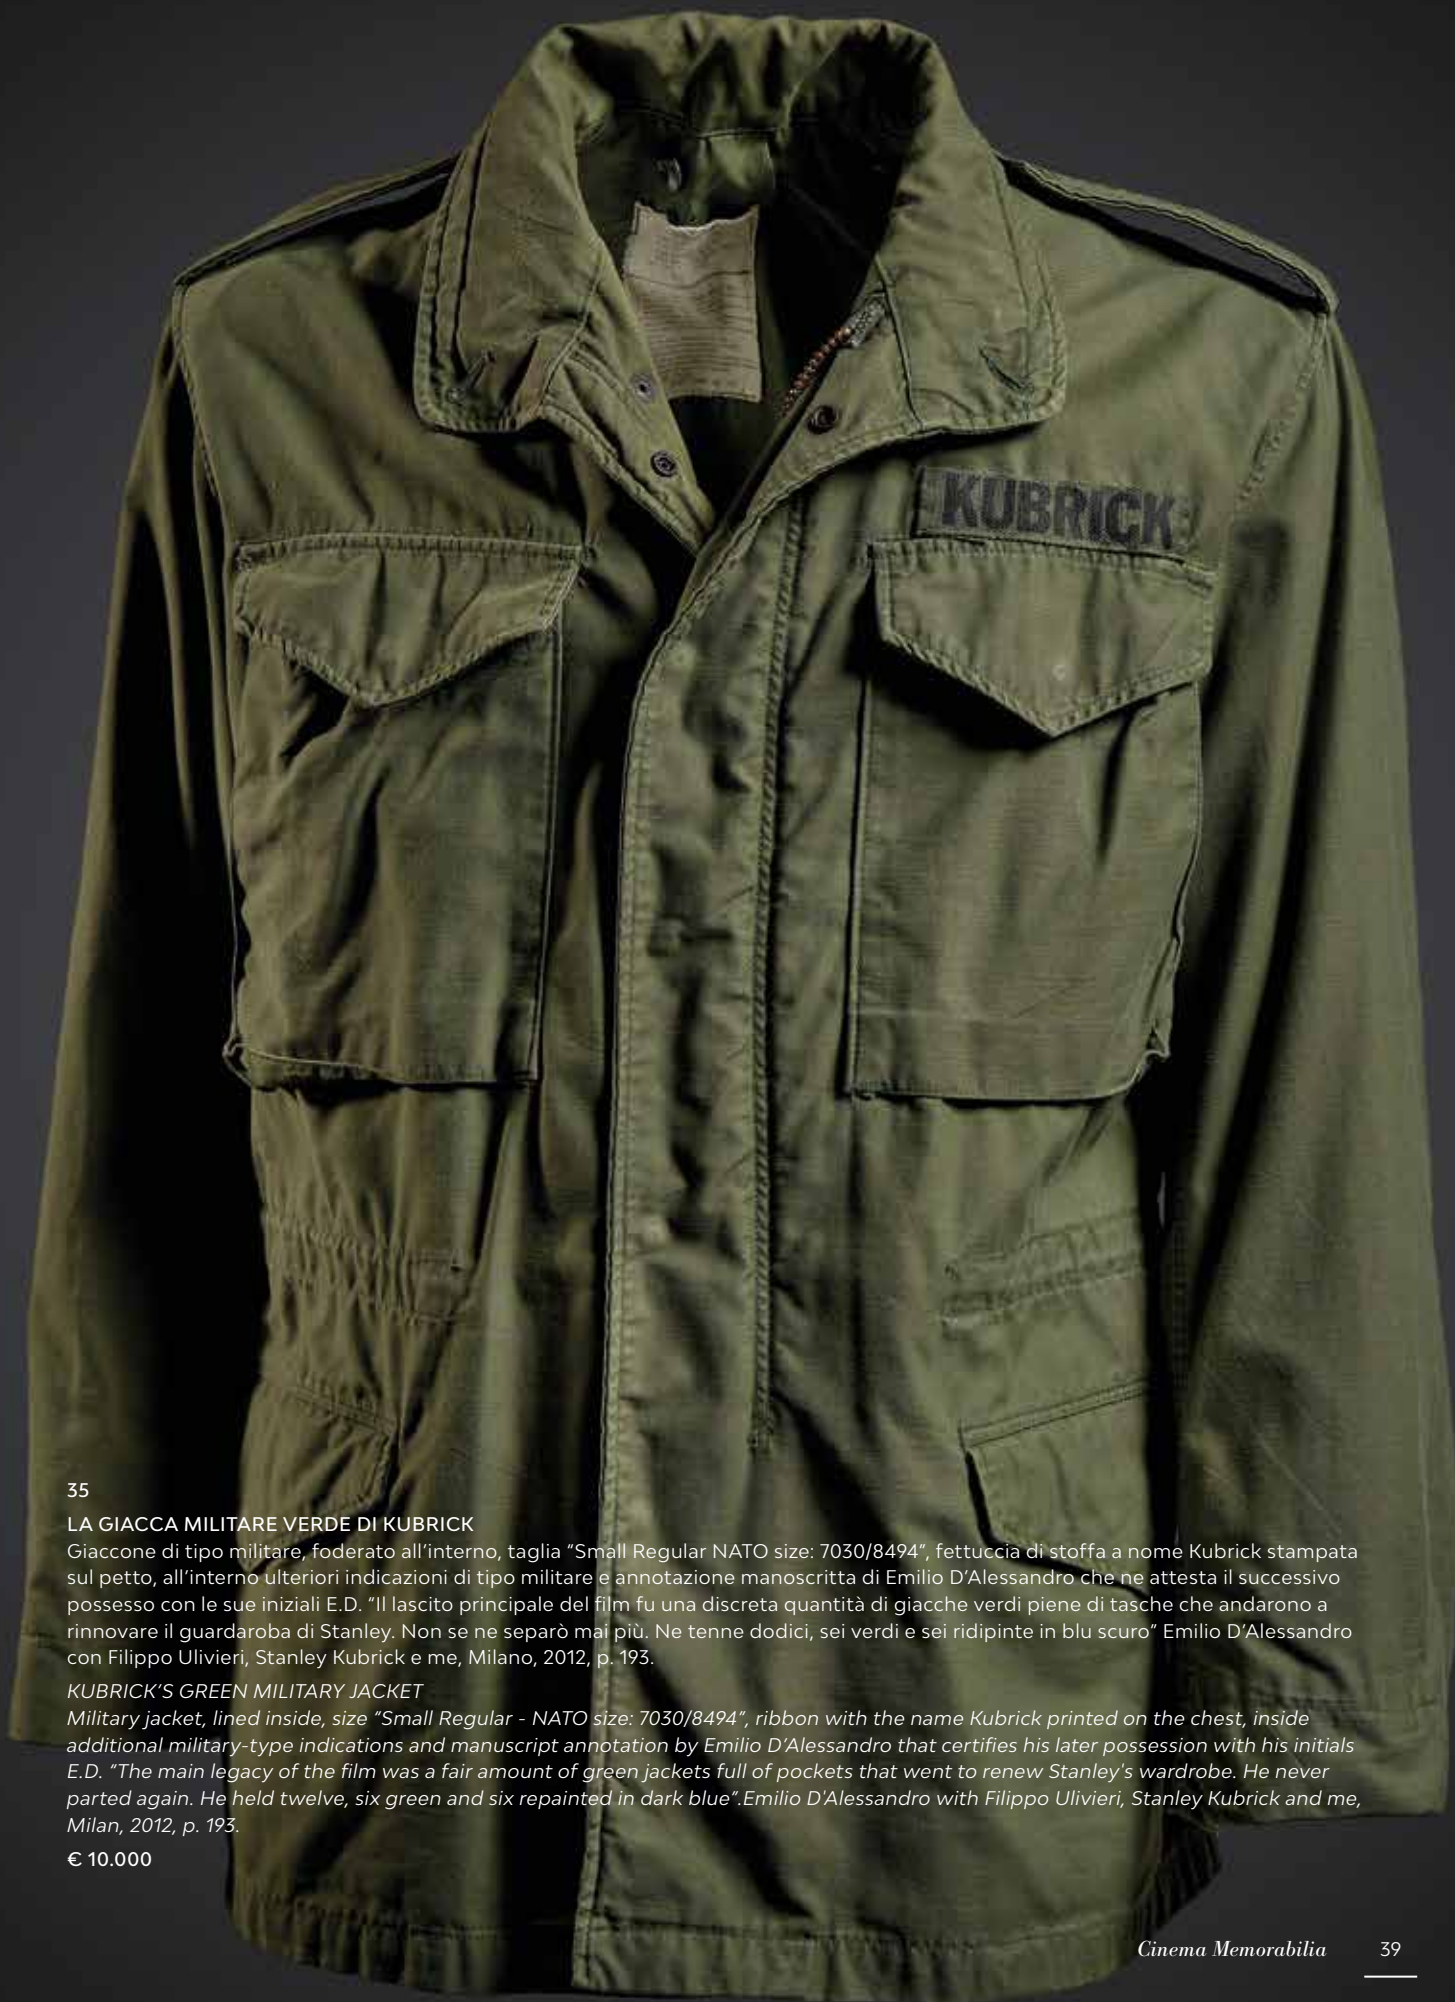 KUBRICK
35
LA GIACCA MILITARE VERDE DI KUBRICK
Giaccone di tipo militare, foderato all'interno, taglia “Small Regular NATO size: 7030/8494”, fettuccia di stoffa a nome Kubrick stampata
sul petto, all'interno ulteriori indicazioni di tipo militare e annotazione manoscritta di Emilio D'Alessandro che ne attesta il successivo
possesso con le sue iniziali E.D. “Il lascito principale del film fu una discreta quantità di giacche verdi piene di tasche che andarono a
rinnovare il guardaroba di Stanley. Non se ne separò mai più. Ne tenne dodici, sei verdi e sei ridipinte in blu scuro” Emilio D'Alessandro
con Filippo Ulivieri, Stanley Kubrick e me, Milano, 2012, p. 193.
KUBRICK'S GREEN MILITARY JACKET
Military jacket, lined inside, size “Small Regular - NATO size: 7030/8494”, ribbon with the name Kubrick printed on the chest, inside
additional military-type indications and manuscript annotation by Emilio D'Alessandro that certifies his later possession with his initials
E.D. “The main legacy of the film was a fair amount of green jackets full of pockets that went to renew Stanley's wardrobe. He never
parted again. He held twelve, six green and six repainted in dark blue”.Emilio D'Alessandro with Filippo Ulivieri, Stanley Kubrick and me,
Milan, 2012, p. 193.
€ 10.000
Cinema Memorabilia 39